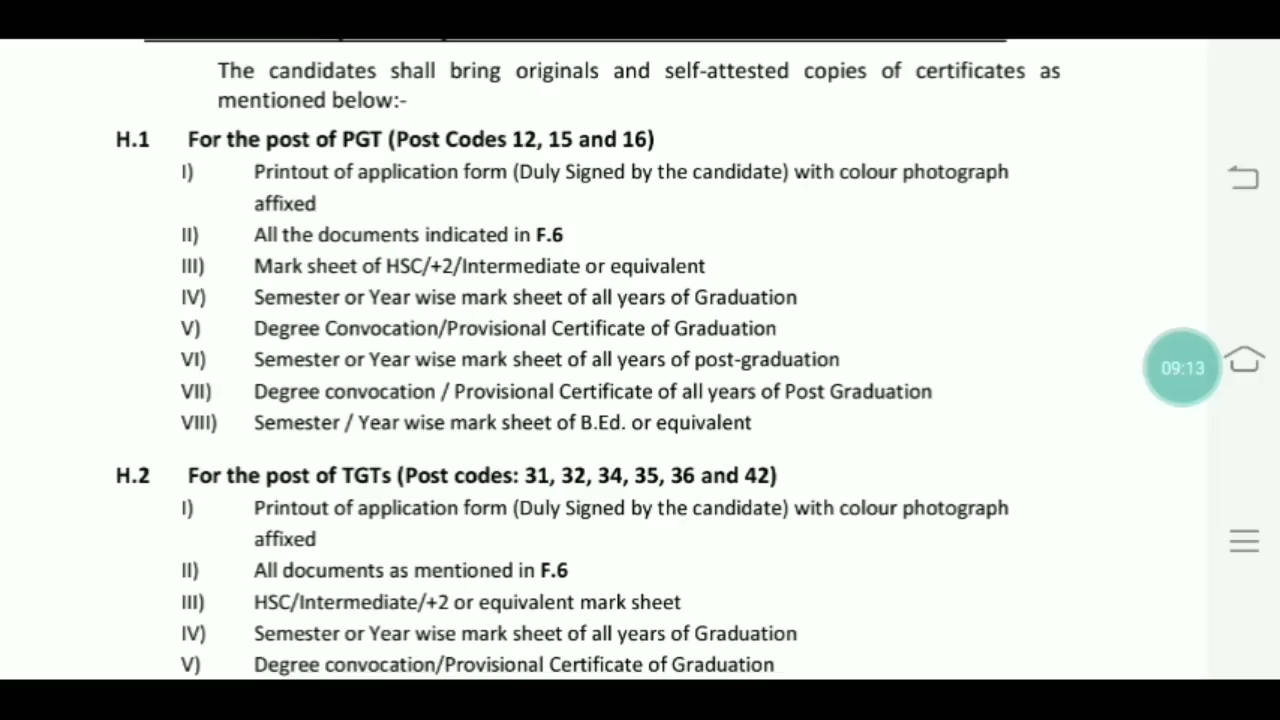 The candidates shall bring originals and self-attested copies of certificates as
mentioned below:-
H.1 For the post of PGT (Post Codes 12, 15 and 16)
I) Printout of application form (Duly Signed by the candidate) with colour photograph
affixed
II) All the documents indicated in F.6
III) Mark sheet of HSC/+2/Intermediate or equivalent
IV) Semester or Year wise mark sheet of all years of Graduation
V) Degree Convocation/Provisional Certificate of Graduation
VI) Semester or Year wise mark sheet of all years of post-graduation
VII) Degree convocation / Provisional Certificate of all years of Post Graduation
VIII) Semester / Year wise mark sheet of B.Ed. or equivalent
09:13
H.2 For the post of TGTs (Post codes: 31, 32, 34, 35, 36 and 42)
I) Printout of application form (Duly Signed by the candidate) with colour photograph
affixed
II) All documents as mentioned in F.6
III) HSC/Intermediate/+2 or equivalent mark sheet
IV) Semester or Year wise mark sheet of all years of Graduation
V) Degree convocation/Provisional Certificate of Graduation